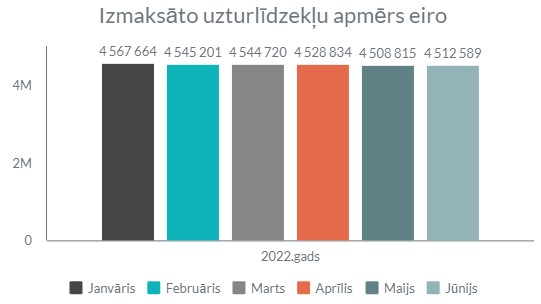 Izmaksāto uzturlīdzekļu apmērs eiro
4 567 664 4 545 201 4 544 720 4 528 834 4 508 815 4 512 589
4M
2M
0
2022.gads
Janvāris Februāris Marts Aprīlis Maijs Jūnijs